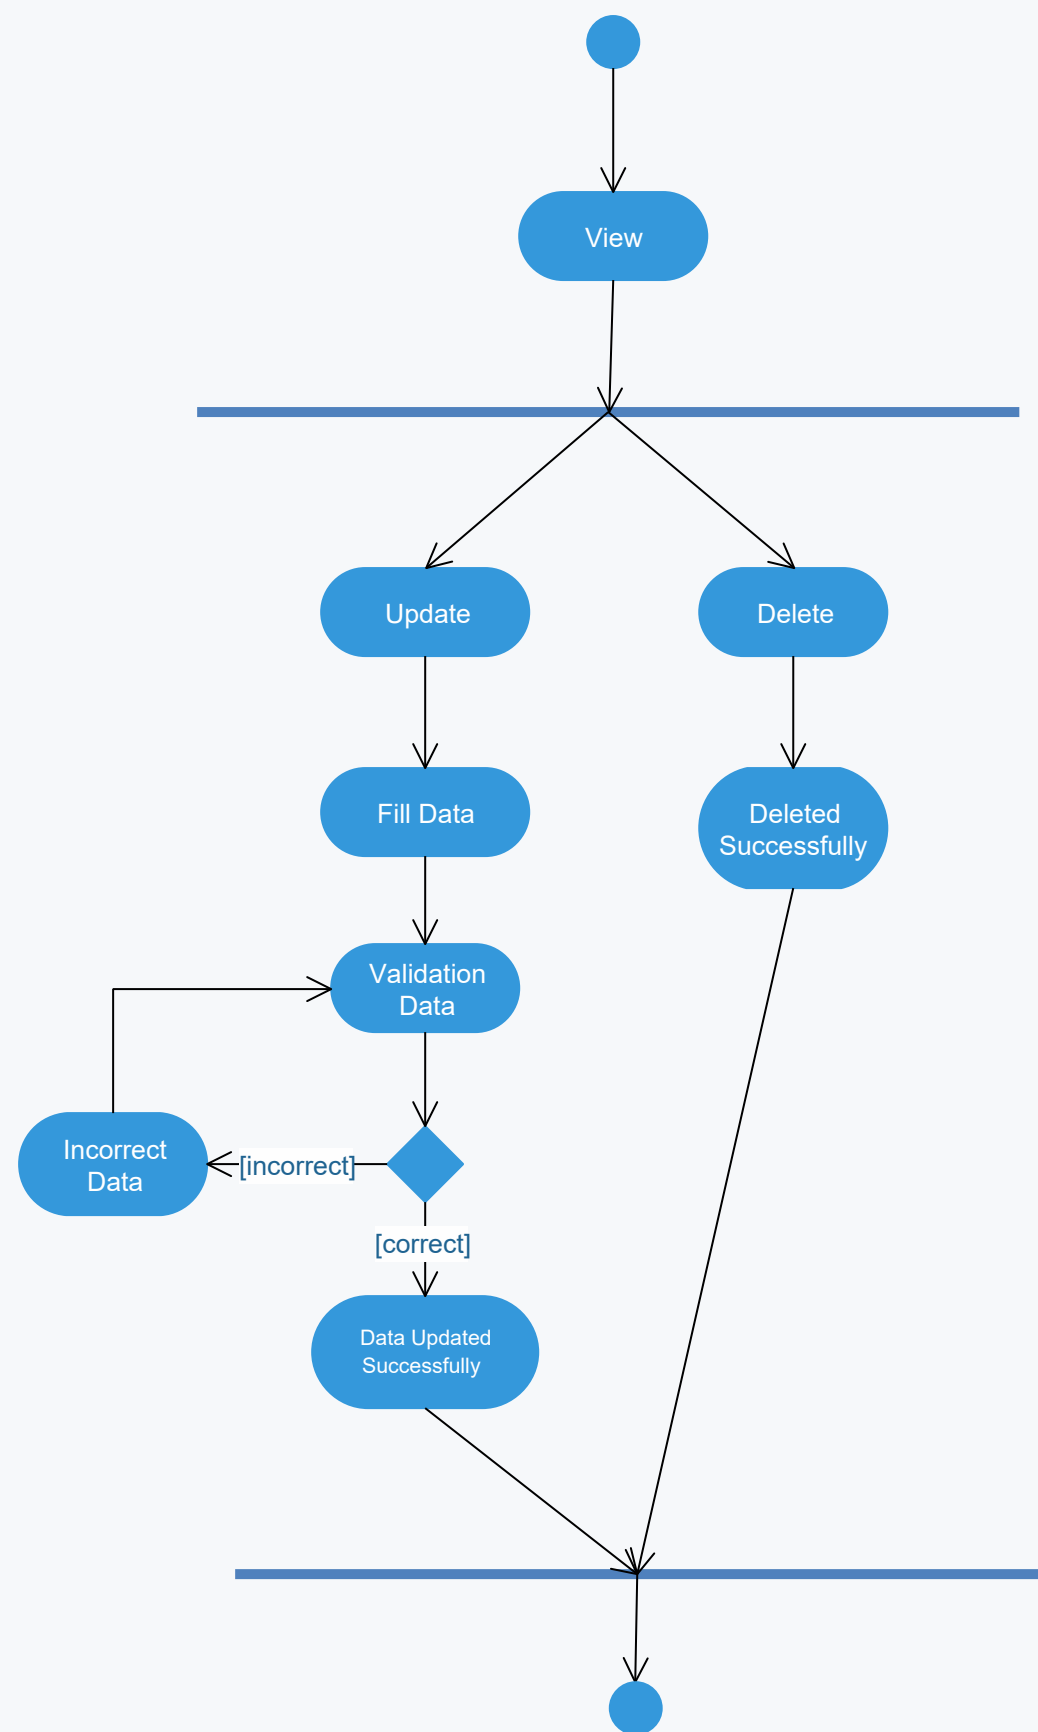 View
Update
Delete
Fill Data
Deleted
Successfully
Validation
Data
Incorrect
Data
[incorrect]
[correct]
Data Updated
Successfully